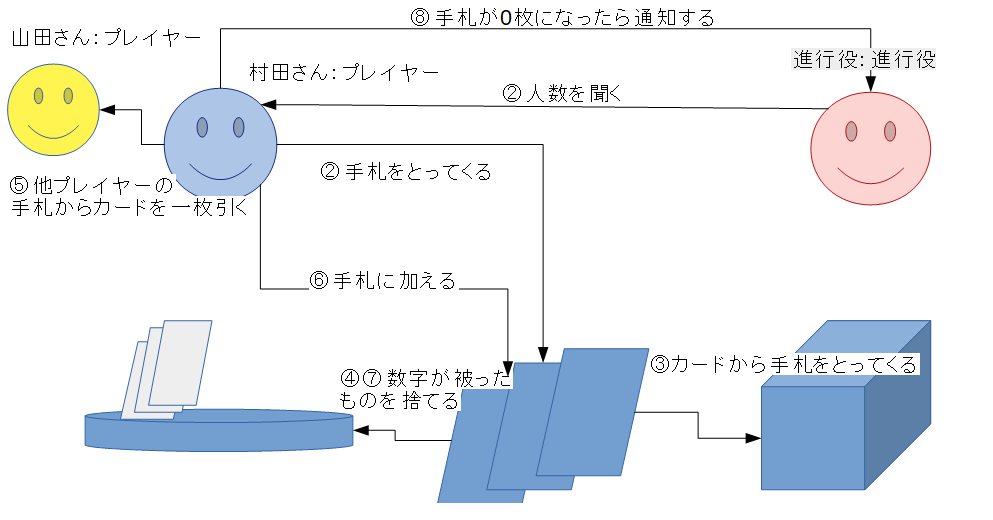 ⑧手札が0枚になったら通知する
山田さん：プレイヤー
進行役：進行役
村田さん：プレイヤー
②人数を聞く
②手札をとってくる
⑤他プレイヤーの
手札からカードを一枚引く
⑥手札に加える
③カードから手札をとってくる
④⑦数字が被った
ものを捨てる